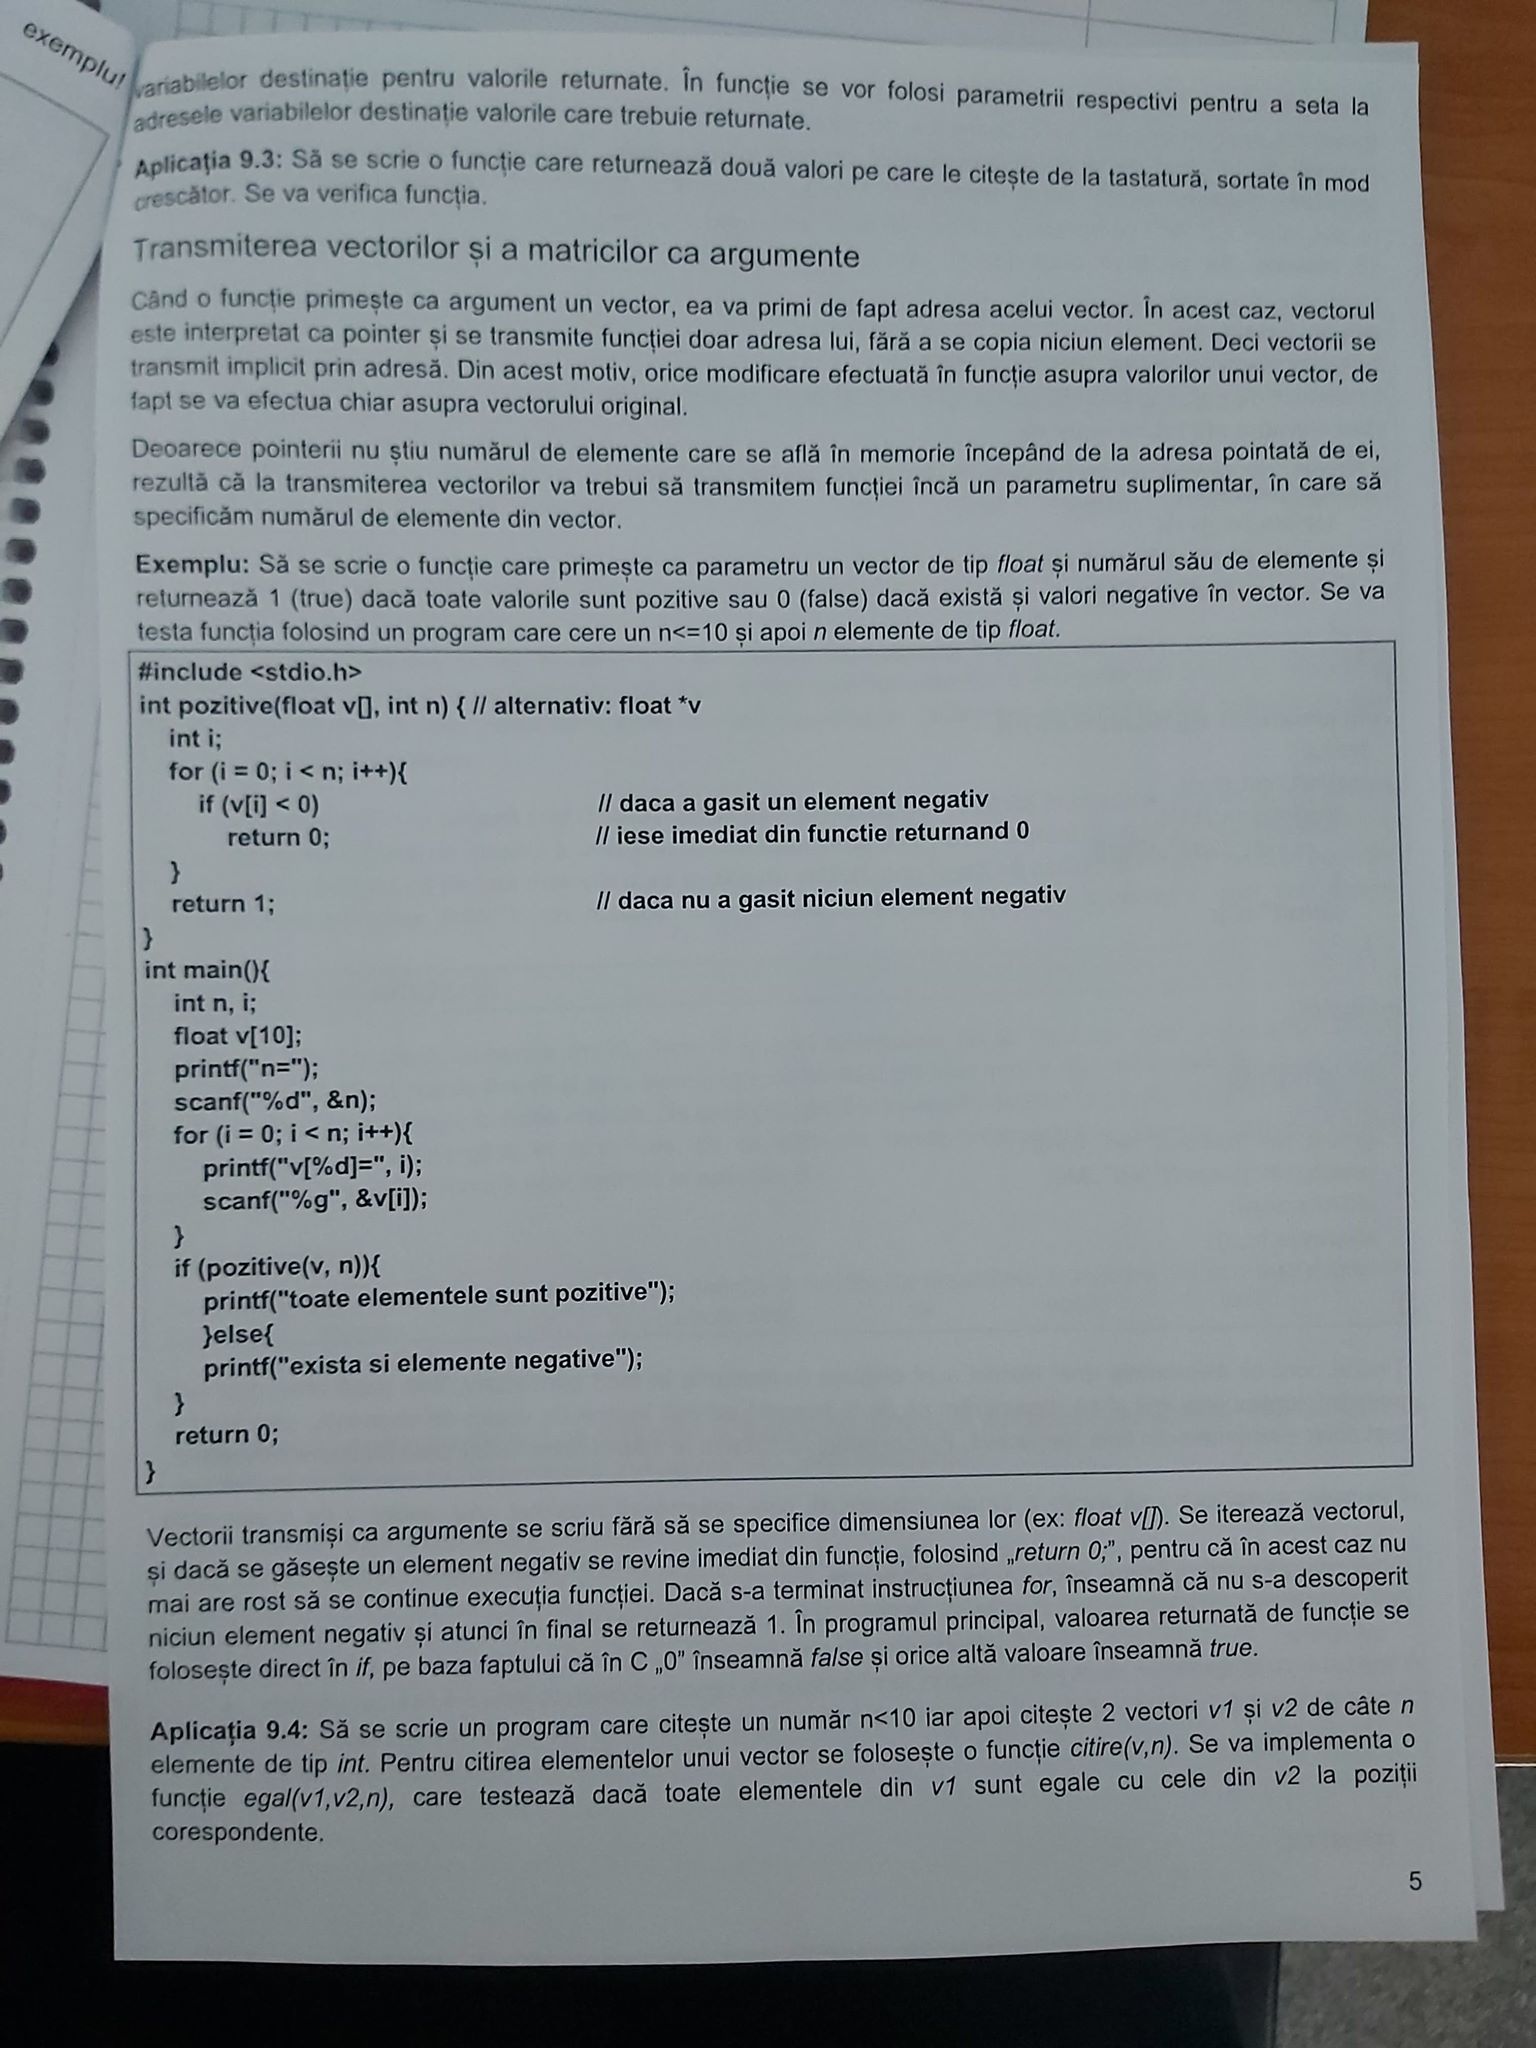 exemplu!
variabilelor destinație pentru valorile returnate. În funcție se vor folosi parametrii respectivi pentru a seta la
adresele variabilelor destinație valorile care trebuie returnate.
Aplicația 9.3: Să se scrie o funcție care returnează două valori pe care le citește de la tastatură, sortate în mod
crescător. Se va verifica funcția.
Transmiterea vectorilor și a matricilor ca argumente
Când o funcție primește ca argument un vector, ea va primi de fapt adresa acelui vector. În acest caz, vectorul
este interpretat ca pointer și se transmite funcției doar adresa lui, fără a se copia niciun element. Deci vectorii se
transmit implicit prin adresă. Din acest motiv, orice modificare efectuată în funcție asupra valorilor unui vector, de
fapt se va efectua chiar asupra vectorului original.
Deoarece pointerii nu știu numărul de elemente care se află în memorie începând de la adresa pointată de ei,
rezultă că la transmiterea vectorilor va trebui să transmitem funcției încă un parametru suplimentar, în care să
specificăm numărul de elemente din vector.
Exemplu: Să se scrie o funcție care primește ca parametru un vector de tip float și numărul său de elemente și
returnează 1 (true) dacă toate valorile sunt pozitive sau 0 (false) dacă există și valori negative în vector. Se va
testa funcția folosind un program care cere un n<=10 și apoi n elemente de tip float.
#include <stdio.h>
int pozitive(float v[], int n) { // alternativ: float *v
int i;
for (i = 0; i < n; i++){
if (v[i] < 0) // daca a gasit un element negativ
return 0; // iese imediat din functie returnand 0
}
return 1; // daca nu a gasit niciun element negativ
}
int main(){
int n, i;
float v[10];
printf("n=");
scanf("%d", &n);
for (i = 0; i < n; i++){
printf("v[%d]=", i);
scanf("%g", &v[i]);
}
if (pozitive(v, n)){
printf("toate elementele sunt pozitive");
}else{
printf("exista si elemente negative");
}
return 0;
}
Vectorii transmiși ca argumente se scriu fără să se specifice dimensiunea lor (ex: float v[]). Se iterează vectorul,
și dacă se găsește un element negativ se revine imediat din funcție, folosind „return 0;”, pentru că în acest caz nu
mai are rost să se continue execuția funcției. Dacă s-a terminat instrucțiunea for, înseamnă că nu s-a descoperit
niciun element negativ și atunci în final se returnează 1. În programul principal, valoarea returnată de funcție se
folosește direct în if, pe baza faptului că în C „0” înseamnă false și orice altă valoare înseamnă true.
Aplicația 9.4: Să se scrie un program care citește un număr n<10 iar apoi citește 2 vectori v1 și v2 de câte n
elemente de tip int. Pentru citirea elementelor unui vector se folosește o funcție citire(v,n). Se va implementa o
funcție egal(v1,v2,n), care testează dacă toate elementele din v1 sunt egale cu cele din v2 la poziții
corespondente.
5